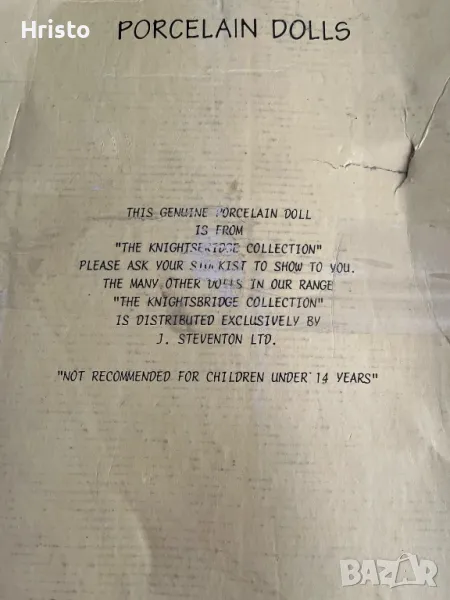 Hristo
PORCELAIN DOLLS
THIS GENUINE PORCELAIN DOLL
IS FROM
"THE KNIGHTSBRIDGE COLLECTION"
PLEASE ASK YOUR STOCKIST TO SHOW TO YOU.
THE MANY OTHER DOLLS IN OUR RANGE
"THE KNIGHTSBRIDGE COLLECTION"
IS DISTRIBUTED EXCLUSIVELY BY
J. STEVENTON LTD.
"NOT RECOMMENDED FOR CHILDREN UNDER 14 YEARS"
BAZAR